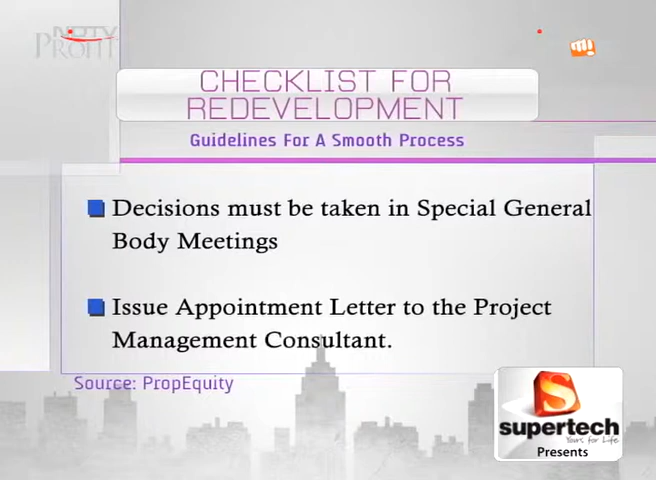 NDTV
PROFIT
CHECKLIST FOR
REDEVELOPMENT
Guidelines For A Smooth Process
Decisions must be taken in Special General
Body Meetings
Issue Appointment Letter to the Project
Management Consultant.
Source: PropEquity
S
supertech
Yours for Life
Presents